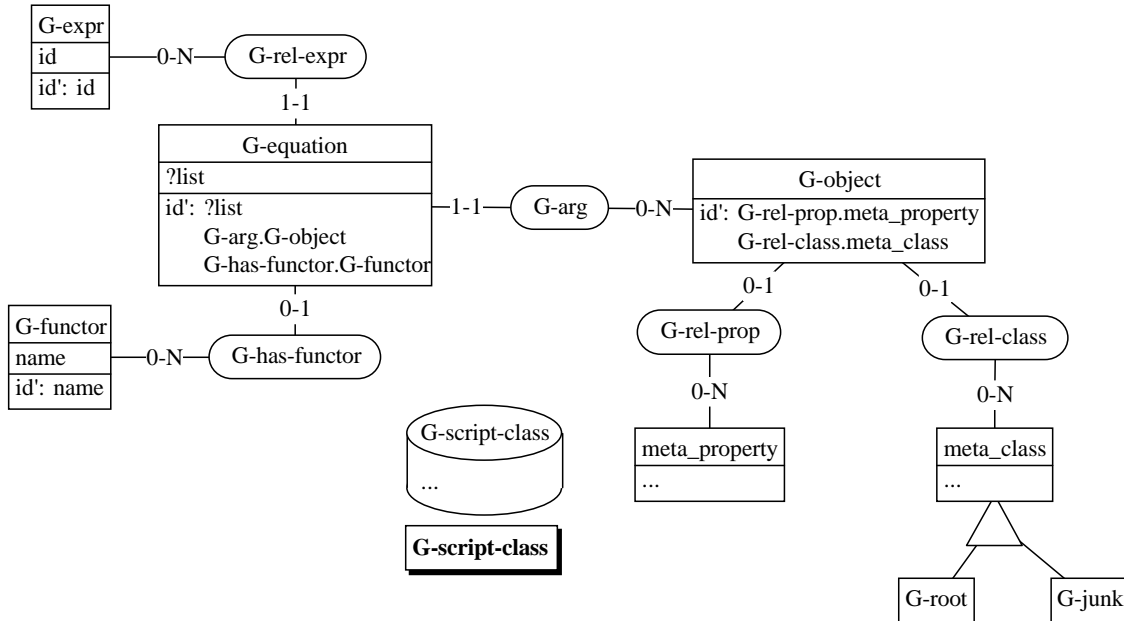 G-expr
id
id': id
0-N
G-rel-expr
1-1
G-equation
?list
id': ?list
G-arg.G-object
G-has-functor.G-functor
1-1
G-arg
0-N
G-object
id': G-rel-prop.meta_property
G-rel-class.meta_class
0-1
0-1
0-1
G-functor
name
id': name
0-N
G-has-functor
G-rel-prop
G-rel-class
0-N
0-N
G-script-class
...
meta_property
...
meta_class
...
G-script-class
G-root
G-junk